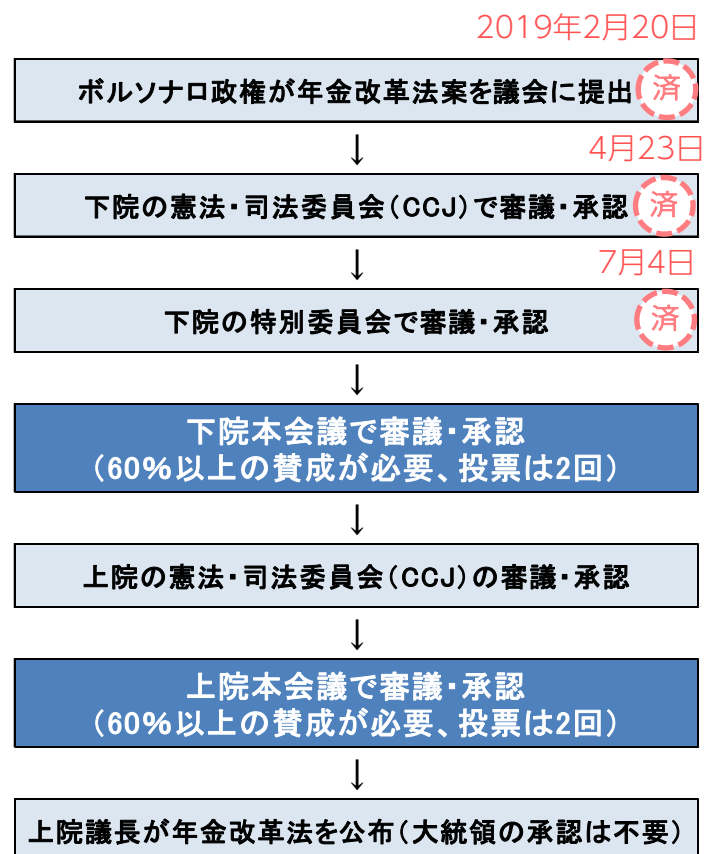 2019年2月20日
ボルソナロ政権が年金改革法案を議会に提出
済
↓
4月23日
下院の憲法・司法委員会(CCJ)で審議・承認
済
↓
7月4日
下院の特別委員会で審議・承認
済
↓
下院本会議で審議・承認
(60%以上の賛成が必要、投票は2回)
↓
上院の憲法・司法委員会(CCJ)の審議・承認
↓
上院本会議で審議・承認
(60%以上の賛成が必要、投票は2回)
↓
上院議長が年金改革法を公布(大統領の承認は不要)